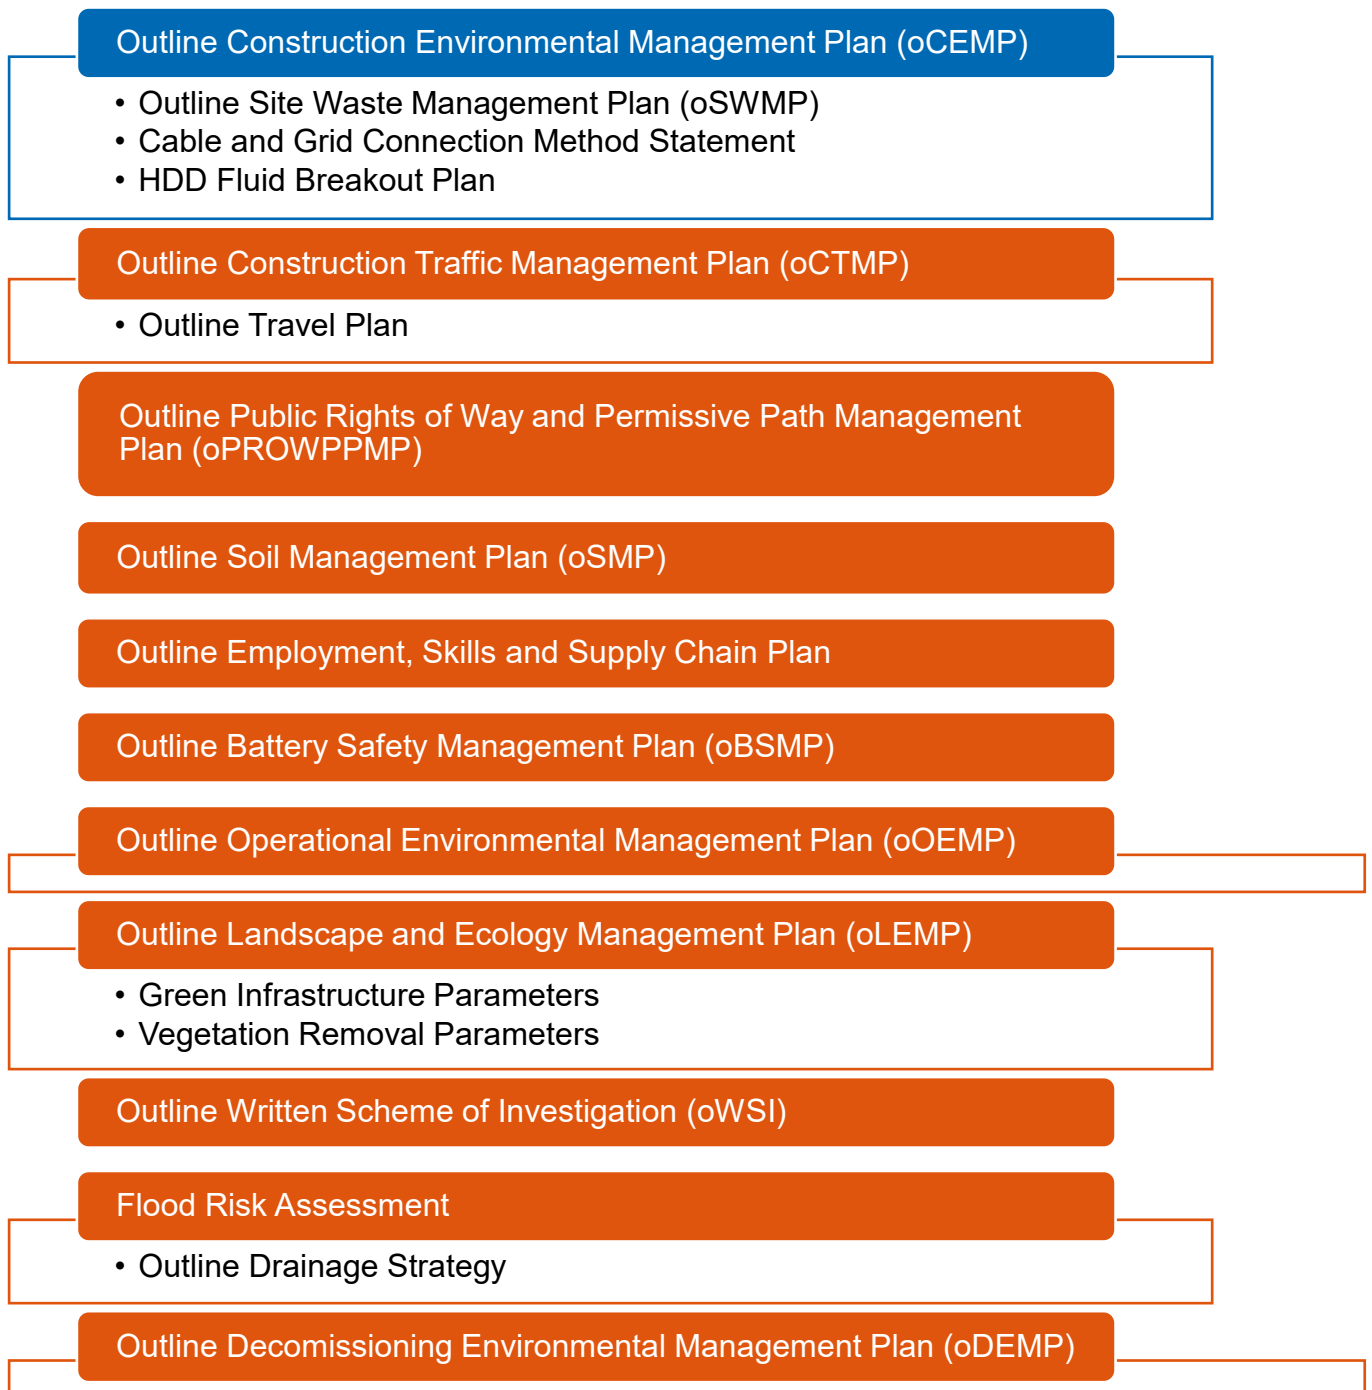 Outline Construction Environmental Management Plan (oCEMP)
• Outline Site Waste Management Plan (oSWMP)
• Cable and Grid Connection Method Statement
• HDD Fluid Breakout Plan
Outline Construction Traffic Management Plan (oCTMP)
• Outline Travel Plan
Outline Public Rights of Way and Permissive Path Management
Plan (oPROWPPMP)
Outline Soil Management Plan (oSMP)
Outline Employment, Skills and Supply Chain Plan
Outline Battery Safety Management Plan (oBSMP)
Outline Operational Environmental Management Plan (oOEMP)
Outline Landscape and Ecology Management Plan (oLEMP)
• Green Infrastructure Parameters
• Vegetation Removal Parameters
Outline Written Scheme of Investigation (oWSI)
Flood Risk Assessment
• Outline Drainage Strategy
Outline Decomissioning Environmental Management Plan (oDEMP)